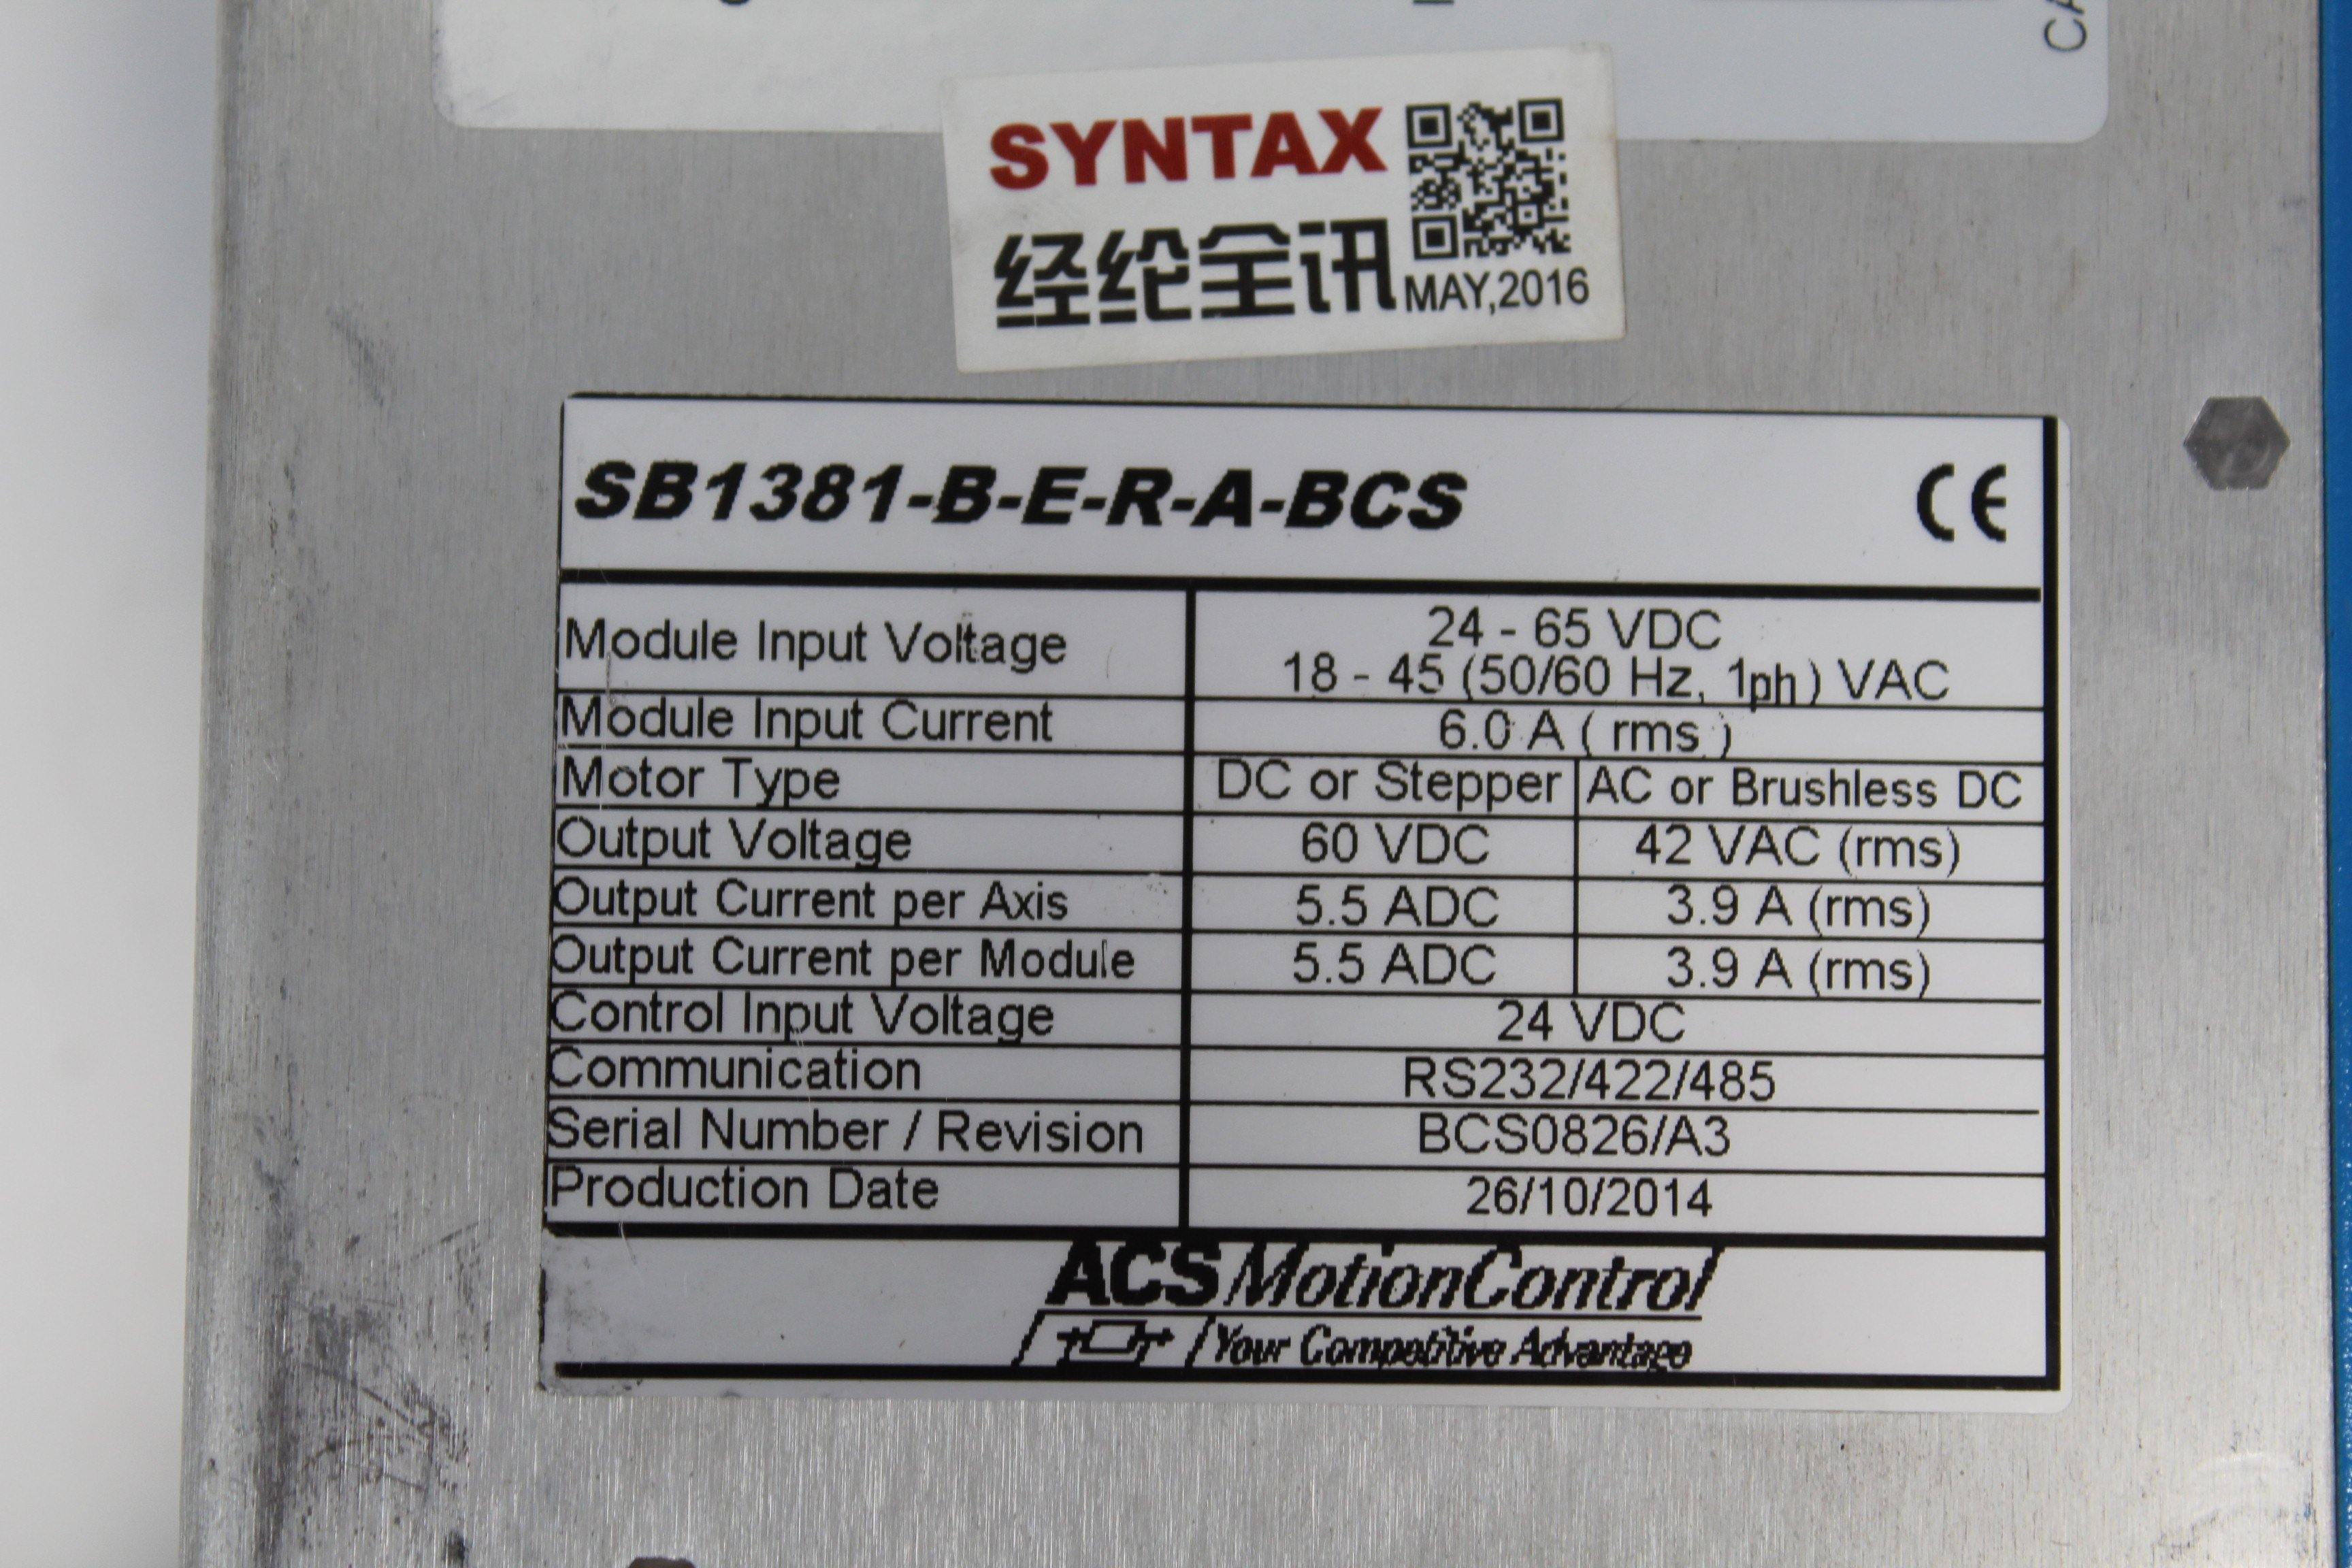 CA
SYNTAX
经纶全讯
MAY,2016
SB1381-B-E-R-A-BCS
CE
Module Input Voltage 24 - 65 VDC
18 - 45 (50/60 Hz, 1ph) VAC
Module Input Current 6.0 A ( rms )
Motor Type DC or Stepper AC or Brushless DC
Output Voltage 60 VDC 42 VAC (rms)
Output Current per Axis 5.5 ADC 3.9 A (rms)
Output Current per Module 5.5 ADC 3.9 A (rms)
Control Input Voltage 24 VDC
Communication RS232/422/485
Serial Number / Revision BCS0826/A3
Production Date 26/10/2014
ACS MotionControl
Your Competitive Advantage